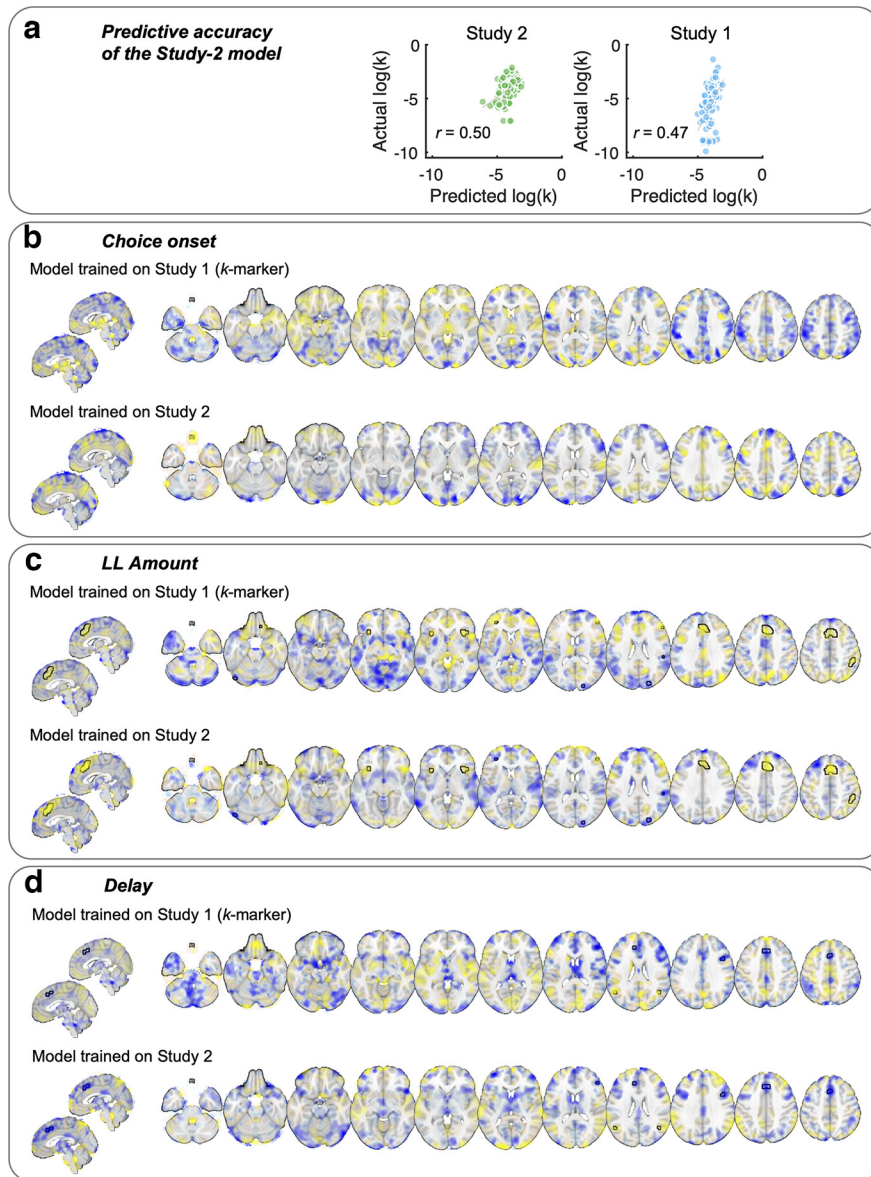 a
Predictive accuracy
of the Study-2 model
Study 2
Study 1
0
-5
-10
Actual log(k)
r = 0.50
-10
-5
0
Predicted log(k)
0
-5
-10
Actual log(k)
r = 0.47
-10
-5
0
Predicted log(k)
b
Choice onset
Model trained on Study 1 (k-marker)
Model trained on Study 2
c
LL Amount
Model trained on Study 1 (k-marker)
Model trained on Study 2
d
Delay
Model trained on Study 1 (k-marker)
Model trained on Study 2